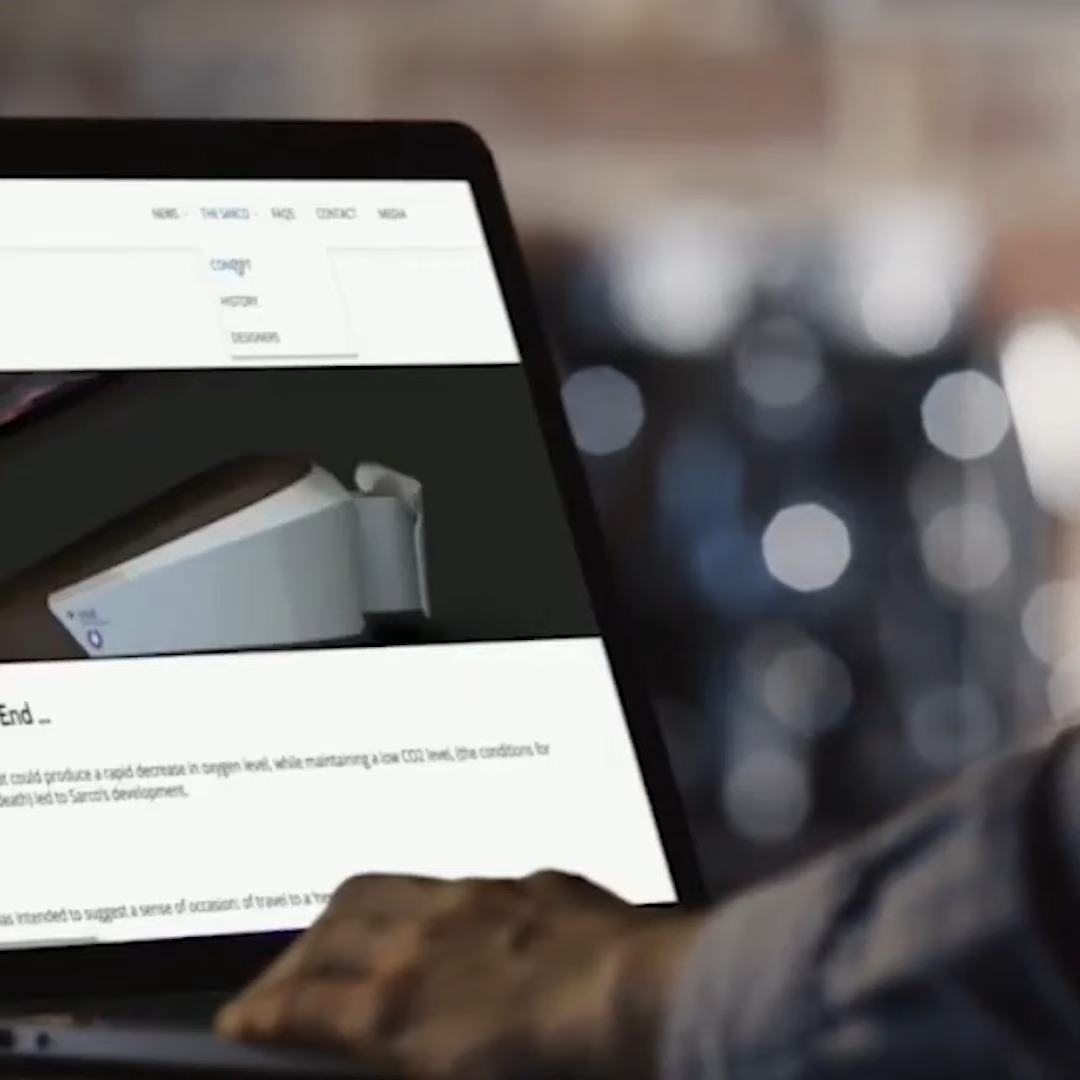 NEWS THE SARCO FAQS CONTACT MEDIA
CONCEPT
HISTORY
DESIGNERS
End ...
could produce a rapid decrease in oxygen level, while maintaining a low CO2 level, (the conditions for
death) led to Sarco's development.
as intended to suggest a sense of occasion: of travel to a